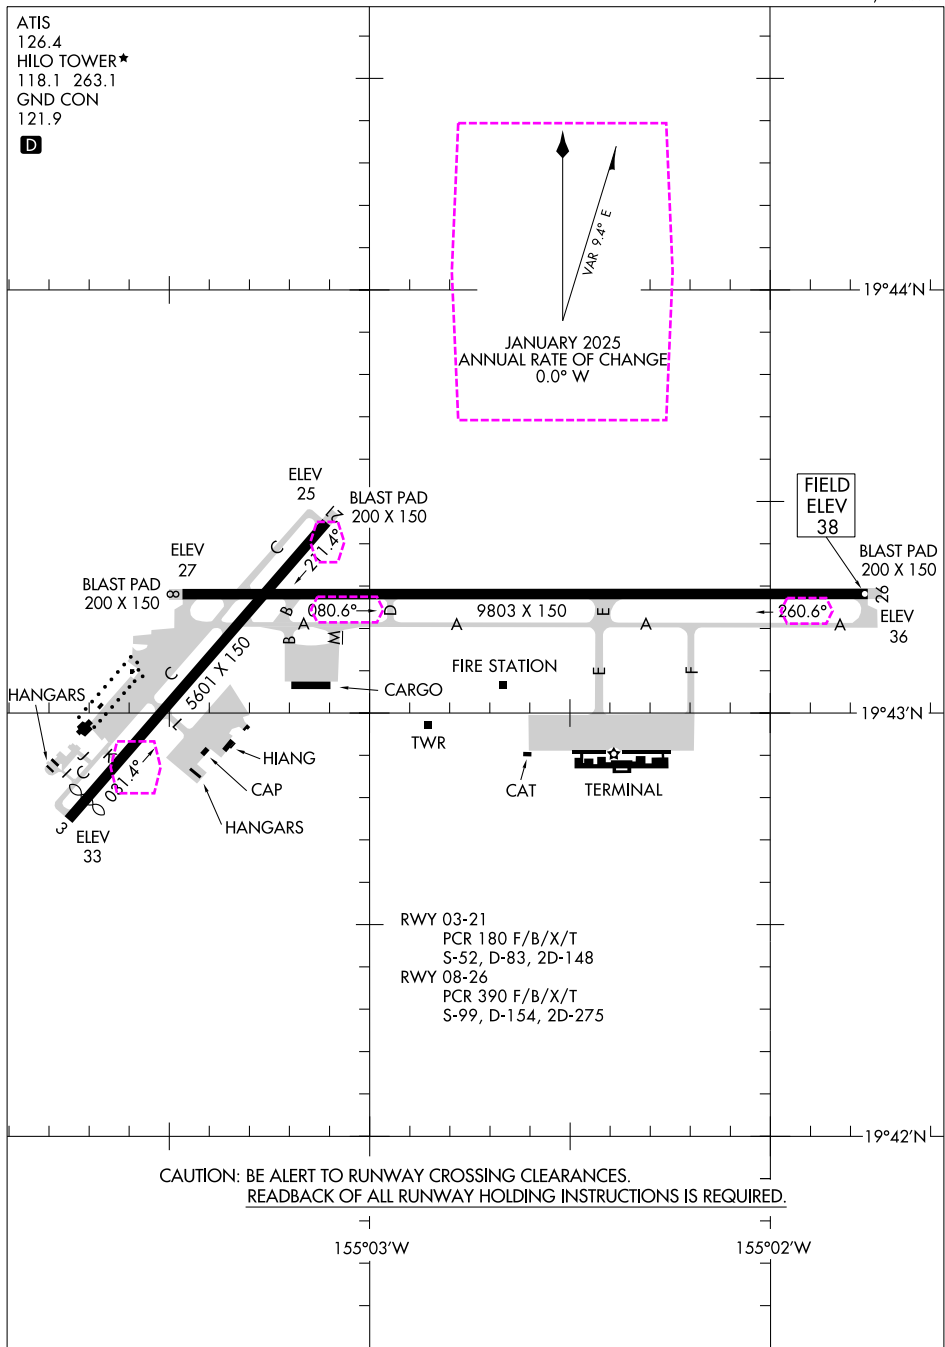 ATIS
126.4
HILO TOWER★
118.1 263.1
GND CON
121.9
D
VAR 9.4° E
19°44'N
JANUARY 2025
ANNUAL RATE OF CHANGE
0.0° W
ELEV
25
21
BLAST PAD
200 X 150
211.4°
C
FIELD
ELEV
38
ELEV
27
BLAST PAD
200 X 150
8
BLAST PAD
200 X 150
26
ELEV
36
B
080.6°
D
9803 X 150
E
260.6°
A
A
A
A
B
M
C
5601 X 150
L
E
F
FIRE STATION
CARGO
HANGARS
19°43'N
TWR
HIANG
CAP
HANGARS
CAT
TERMINAL
I
J
C
K
031.4°
3
ELEV
33
RWY 03-21
PCR 180 F/B/X/T
S-52, D-83, 2D-148
RWY 08-26
PCR 390 F/B/X/T
S-99, D-154, 2D-275
19°42'N
CAUTION: BE ALERT TO RUNWAY CROSSING CLEARANCES.
READBACK OF ALL RUNWAY HOLDING INSTRUCTIONS IS REQUIRED.
155°03'W
155°02'W